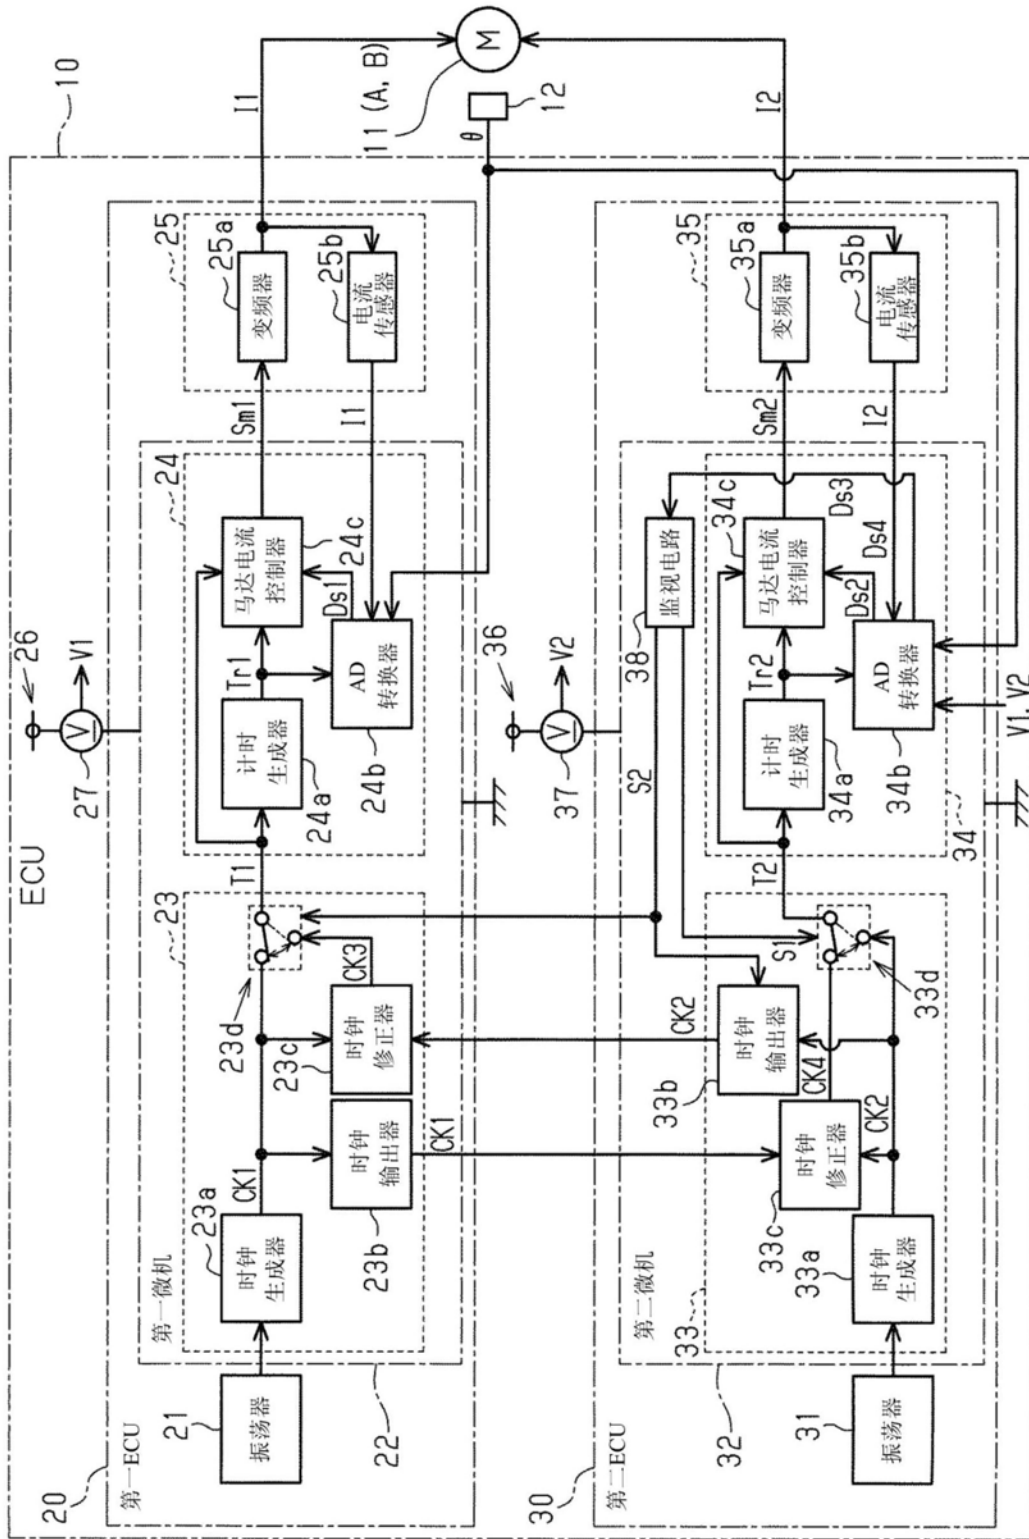 ECU
10
20
第一ECU
21
振荡器
22
第一微机
23
23a
时钟
生成器
CK1
23b
时钟
输出器
CK1
23c
时钟
修正器
CK3
23d
T1
24
24a
计时
生成器
Tr1
24b
AD
转换器
Ds1
24c
马达电流
控制器
Sm1
I1
25
25a
变频器
25b
电流
传感器
I1
26
27
V
V1
M
11 (A, B)
12
θ
I2
30
第二ECU
31
振荡器
32
第二微机
33
33a
时钟
生成器
CK2
33b
时钟
输出器
CK2
33c
时钟
修正器
CK4
33d
S1
S2
T2
34
34a
计时
生成器
Tr2
34b
AD
转换器
Ds2
Ds4
Ds3
34c
马达电流
控制器
Sm2
I2
35
35a
变频器
35b
电流
传感器
36
37
V
V2
38
监视电路
V1, V2